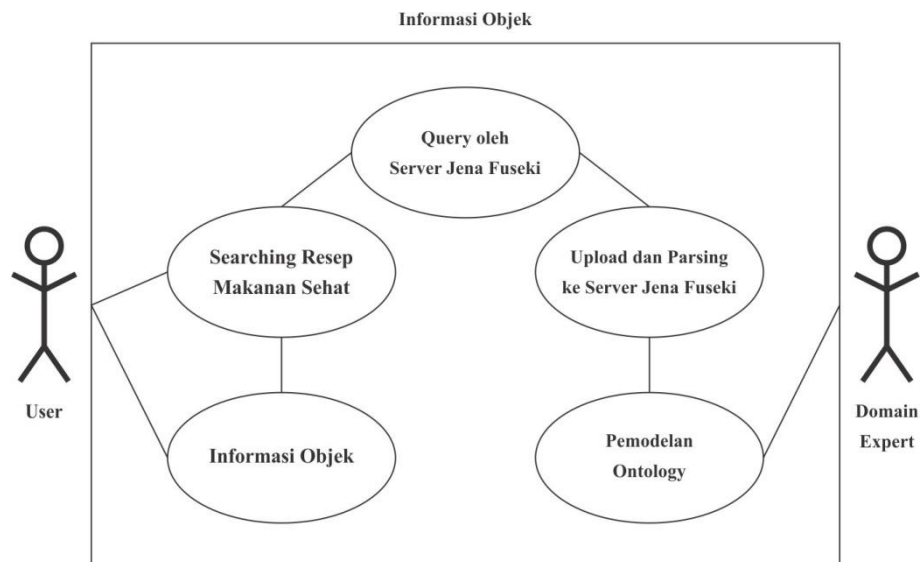 Informasi Objek
Query oleh
Server Jena Fuseki
Searching Resep
Makanan Sehat
Upload dan Parsing
ke Server Jena Fuseki
User
Informasi Objek
Pemodelan
Ontology
Domain
Expert